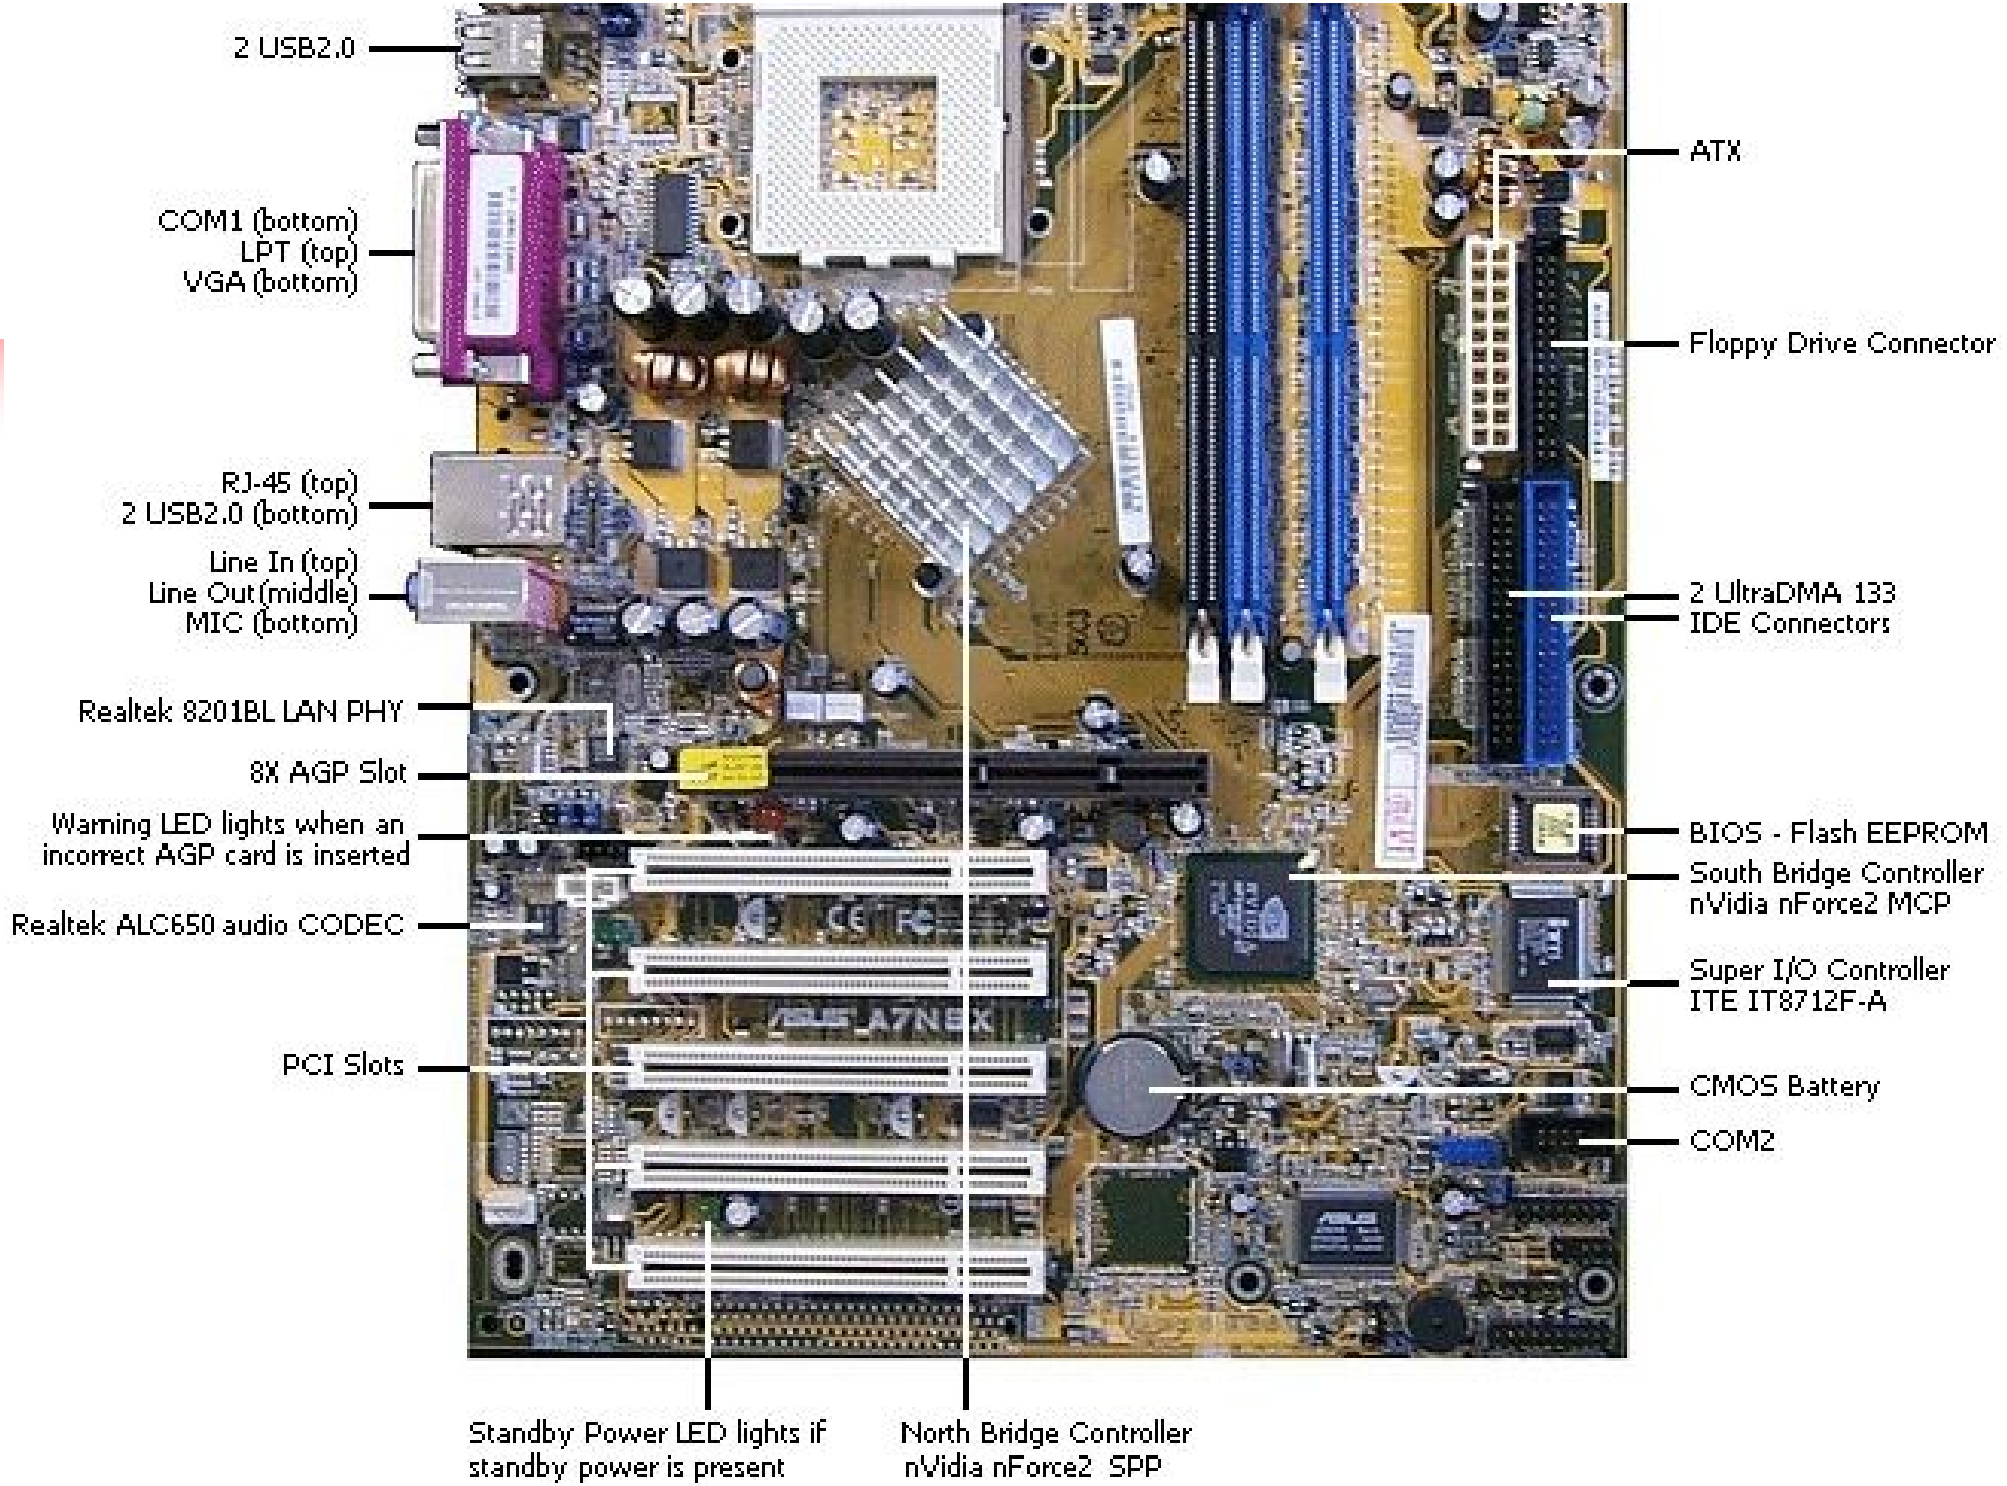 2 USB2.0
COM1 (bottom)
LPT (top)
VGA (bottom)
RJ-45 (top)
2 USB2.0 (bottom)
Line In (top)
Line Out (middle)
MIC (bottom)
Realtek 8201BL LAN PHY
8X AGP Slot
Warning LED lights when an
incorrect AGP card is inserted
Realtek ALC650 audio CODEC
PCI Slots
ATX
Floppy Drive Connector
2 UltraDMA 133
IDE Connectors
BIOS - Flash EEPROM
South Bridge Controller
nVidia nForce2 MCP
Super I/O Controller
ITE IT8712F-A
CMOS Battery
COM2
CE FC
ASUS A7N8X
ASUS
Standby Power LED lights if
standby power is present
North Bridge Controller
nVidia nForce2 SPP